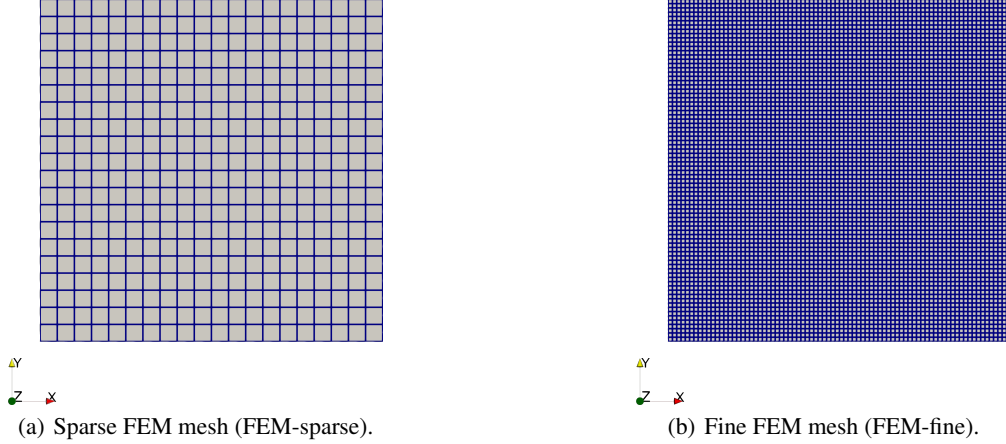 Y
Z X
(a) Sparse FEM mesh (FEM-sparse).
Y
Z X
(b) Fine FEM mesh (FEM-fine).